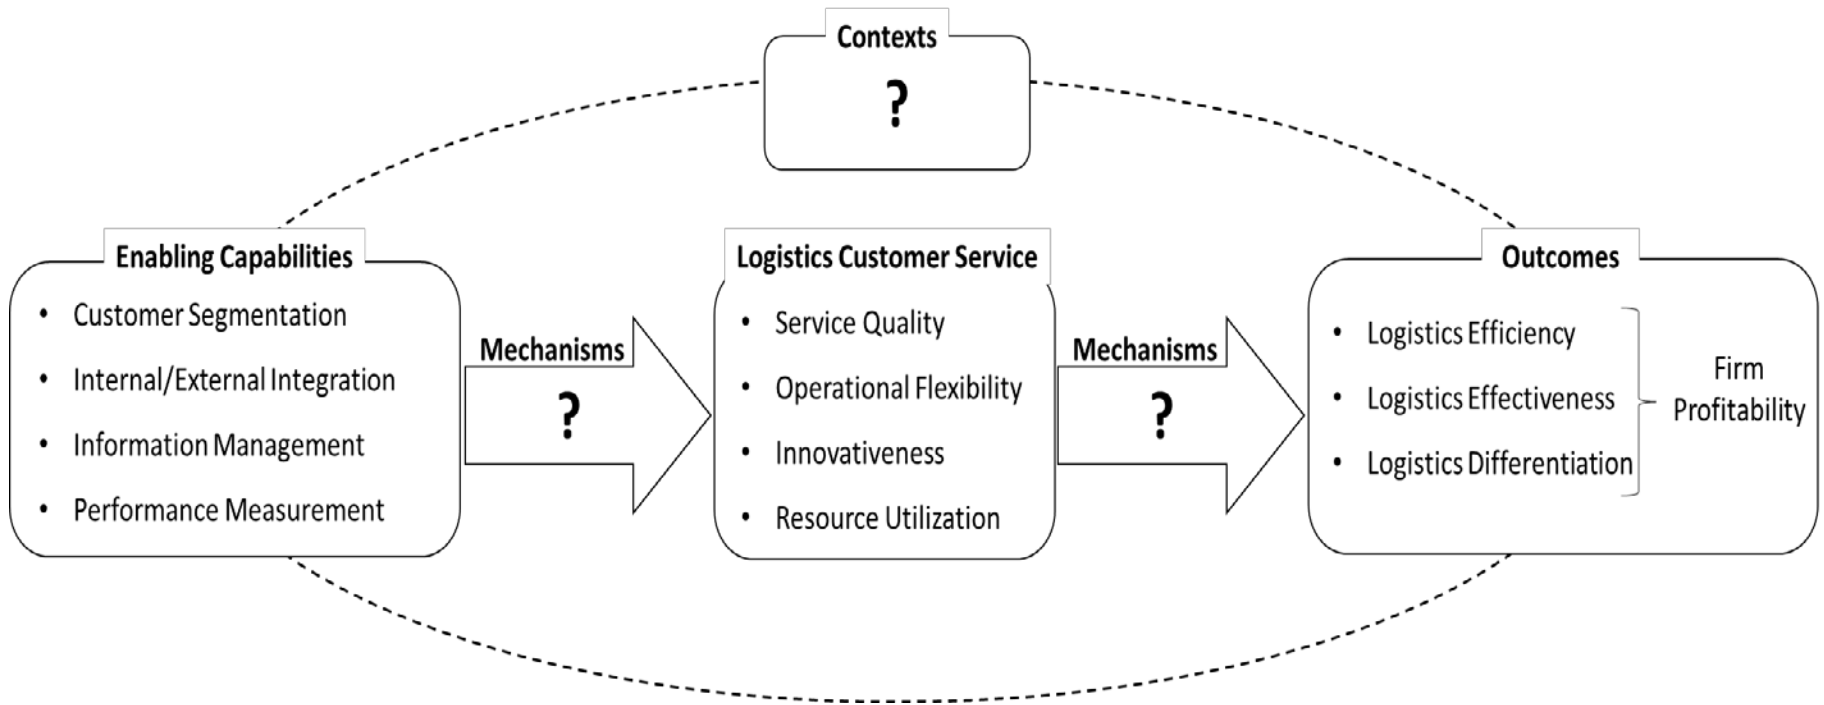 Contexts
?
Enabling Capabilities
• Customer Segmentation
• Internal/External Integration
• Information Management
• Performance Measurement
Mechanisms
?
Logistics Customer Service
• Service Quality
• Operational Flexibility
• Innovativeness
• Resource Utilization
Mechanisms
?
Outcomes
• Logistics Efficiency
• Logistics Effectiveness
• Logistics Differentiation
Firm
Profitability